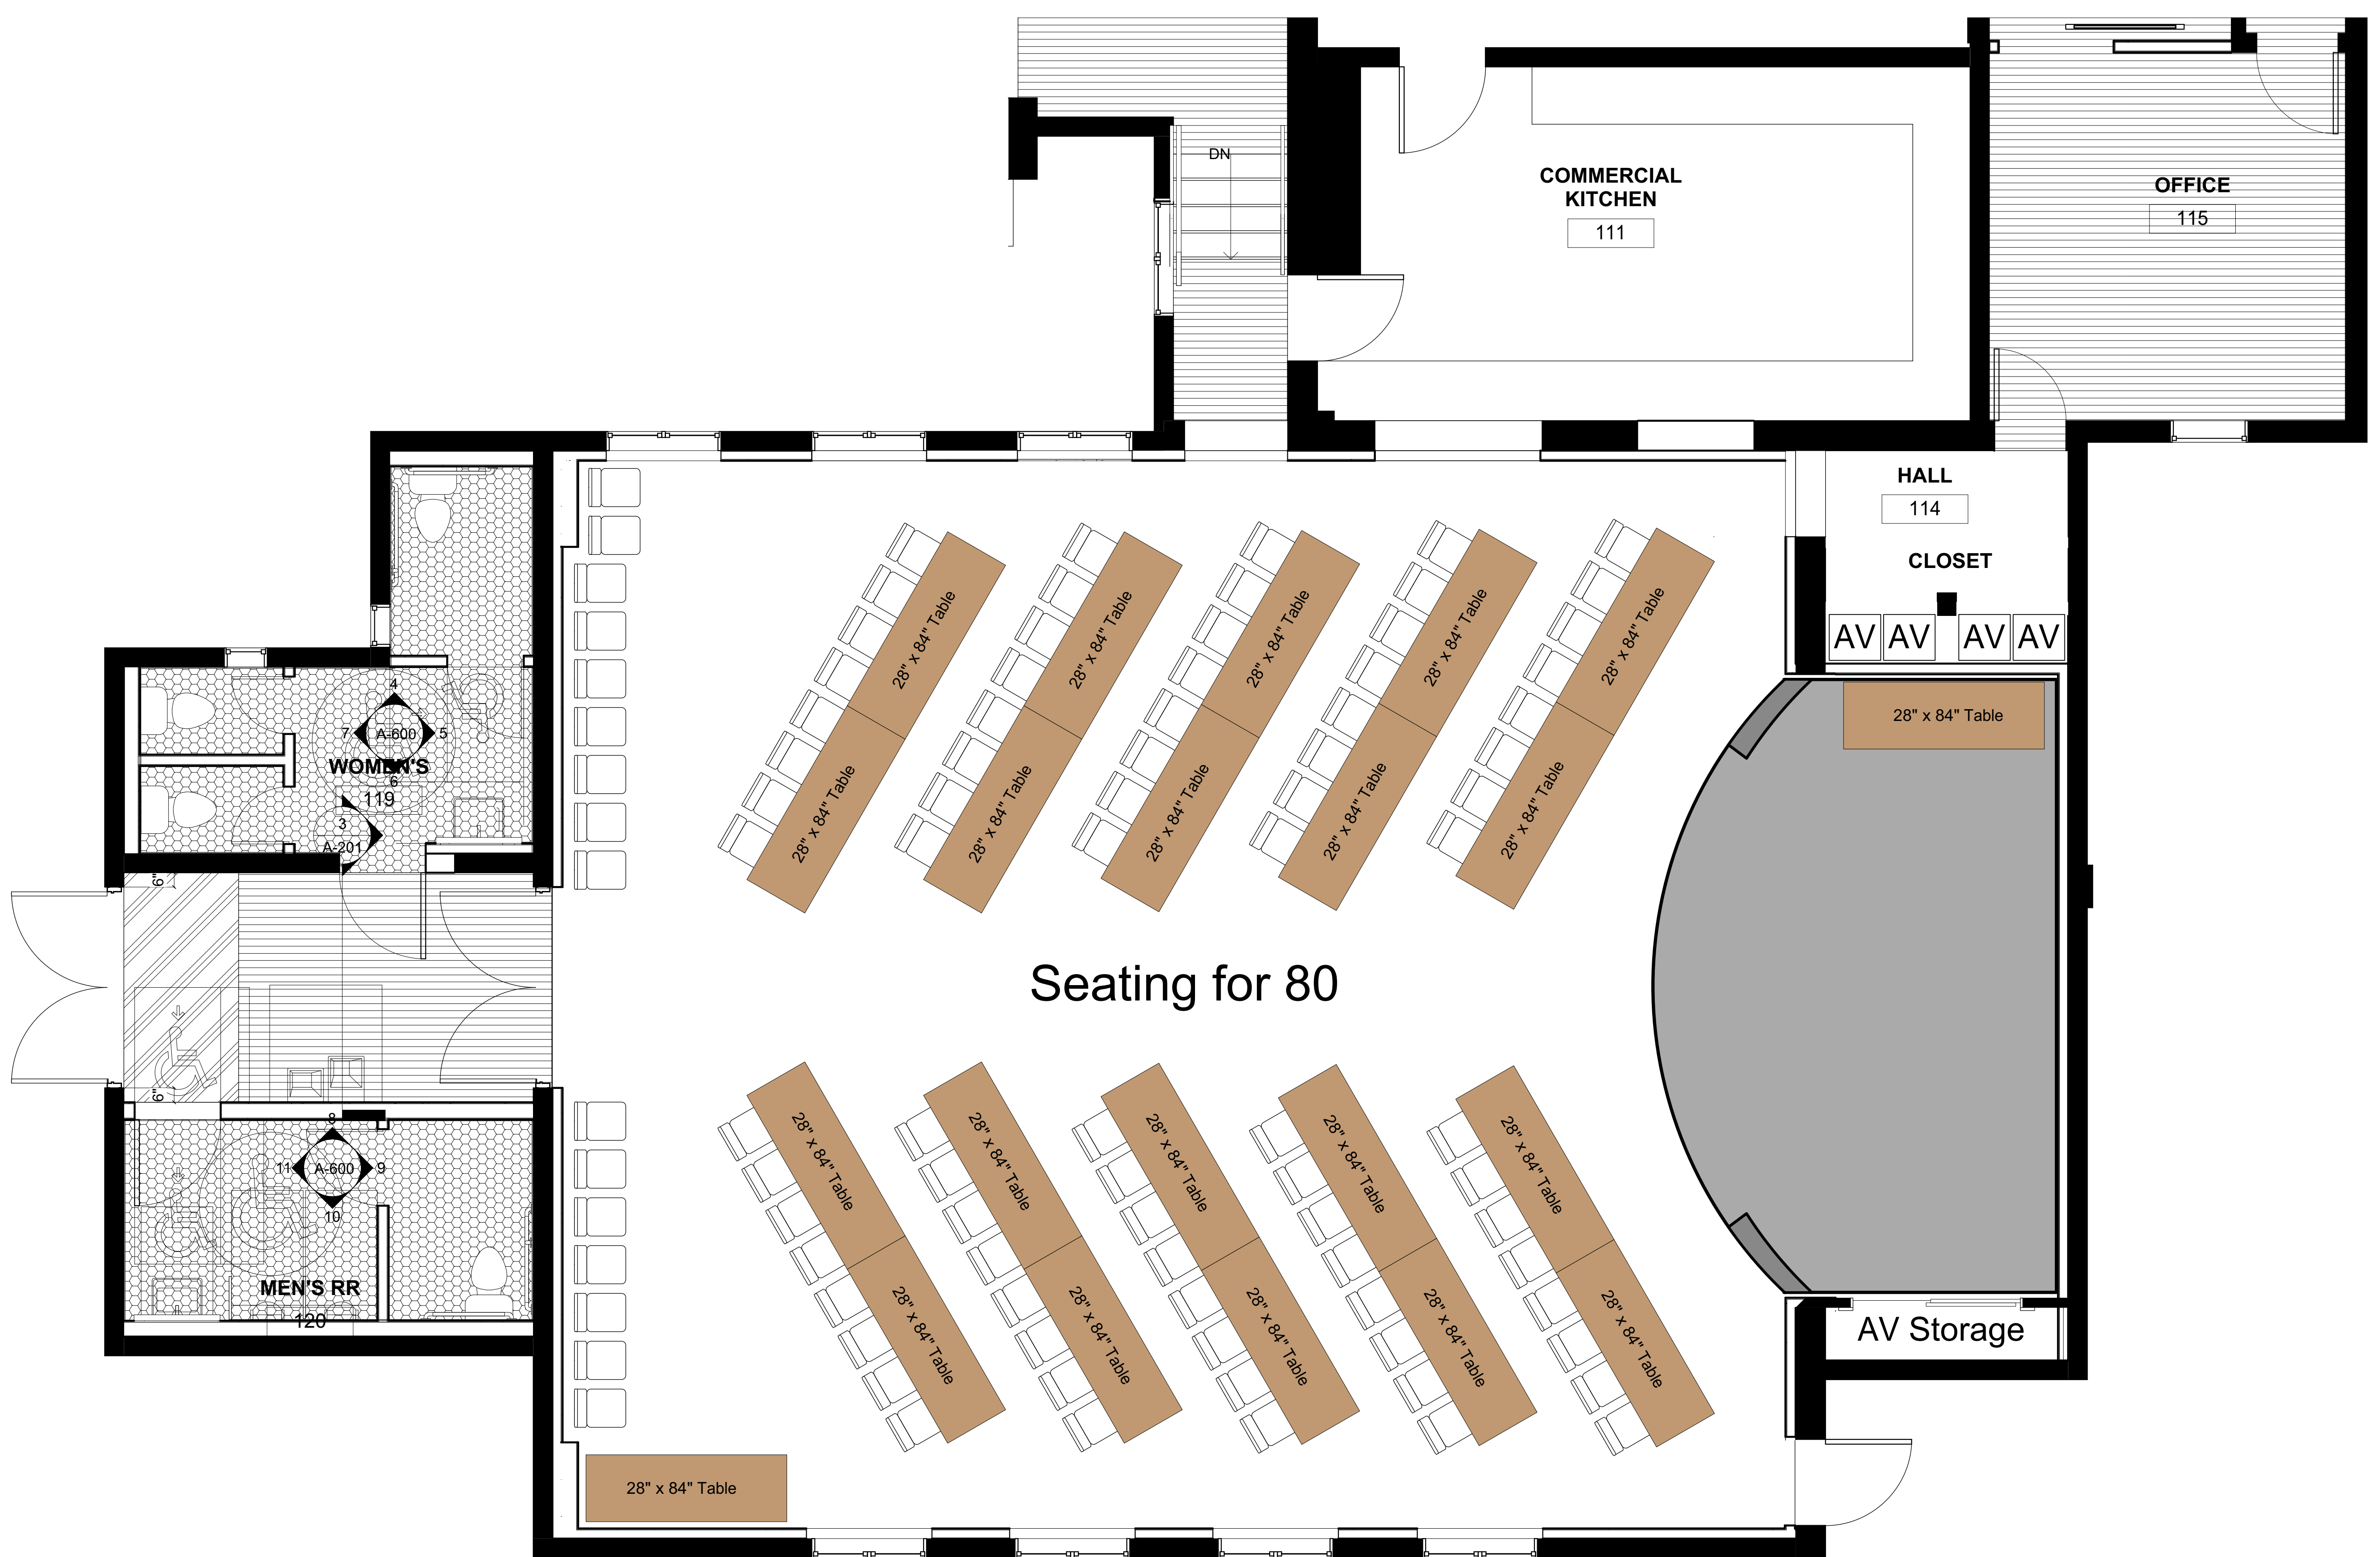 DN
COMMERCIAL
KITCHEN
111
OFFICE
115
HALL
114
CLOSET
AV
AV
AV
AV
28" x 84" Table
28" x 84" Table
28" x 84" Table
28" x 84" Table
28" x 84" Table
28" x 84" Table
28" x 84" Table
28" x 84" Table
28" x 84" Table
28" x 84" Table
28" x 84" Table
4
7
A-600
5
WOMEN'S
6
119
3
A-201
6"
Seating for 80
6"
8
11
A-600
9
10
MEN'S RR
120
28" x 84" Table
28" x 84" Table
28" x 84" Table
28" x 84" Table
28" x 84" Table
28" x 84" Table
28" x 84" Table
28" x 84" Table
28" x 84" Table
28" x 84" Table
AV Storage
28" x 84" Table